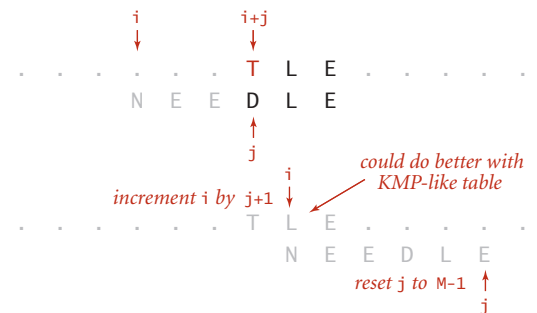 i i+j
. . . . . . T L E . . . . .
N E E D L E
j
could do better with
KMP-like table
i
increment i by j+1
. . . . . . T L E . . . . .
N E E D L E
reset j to M-1
j